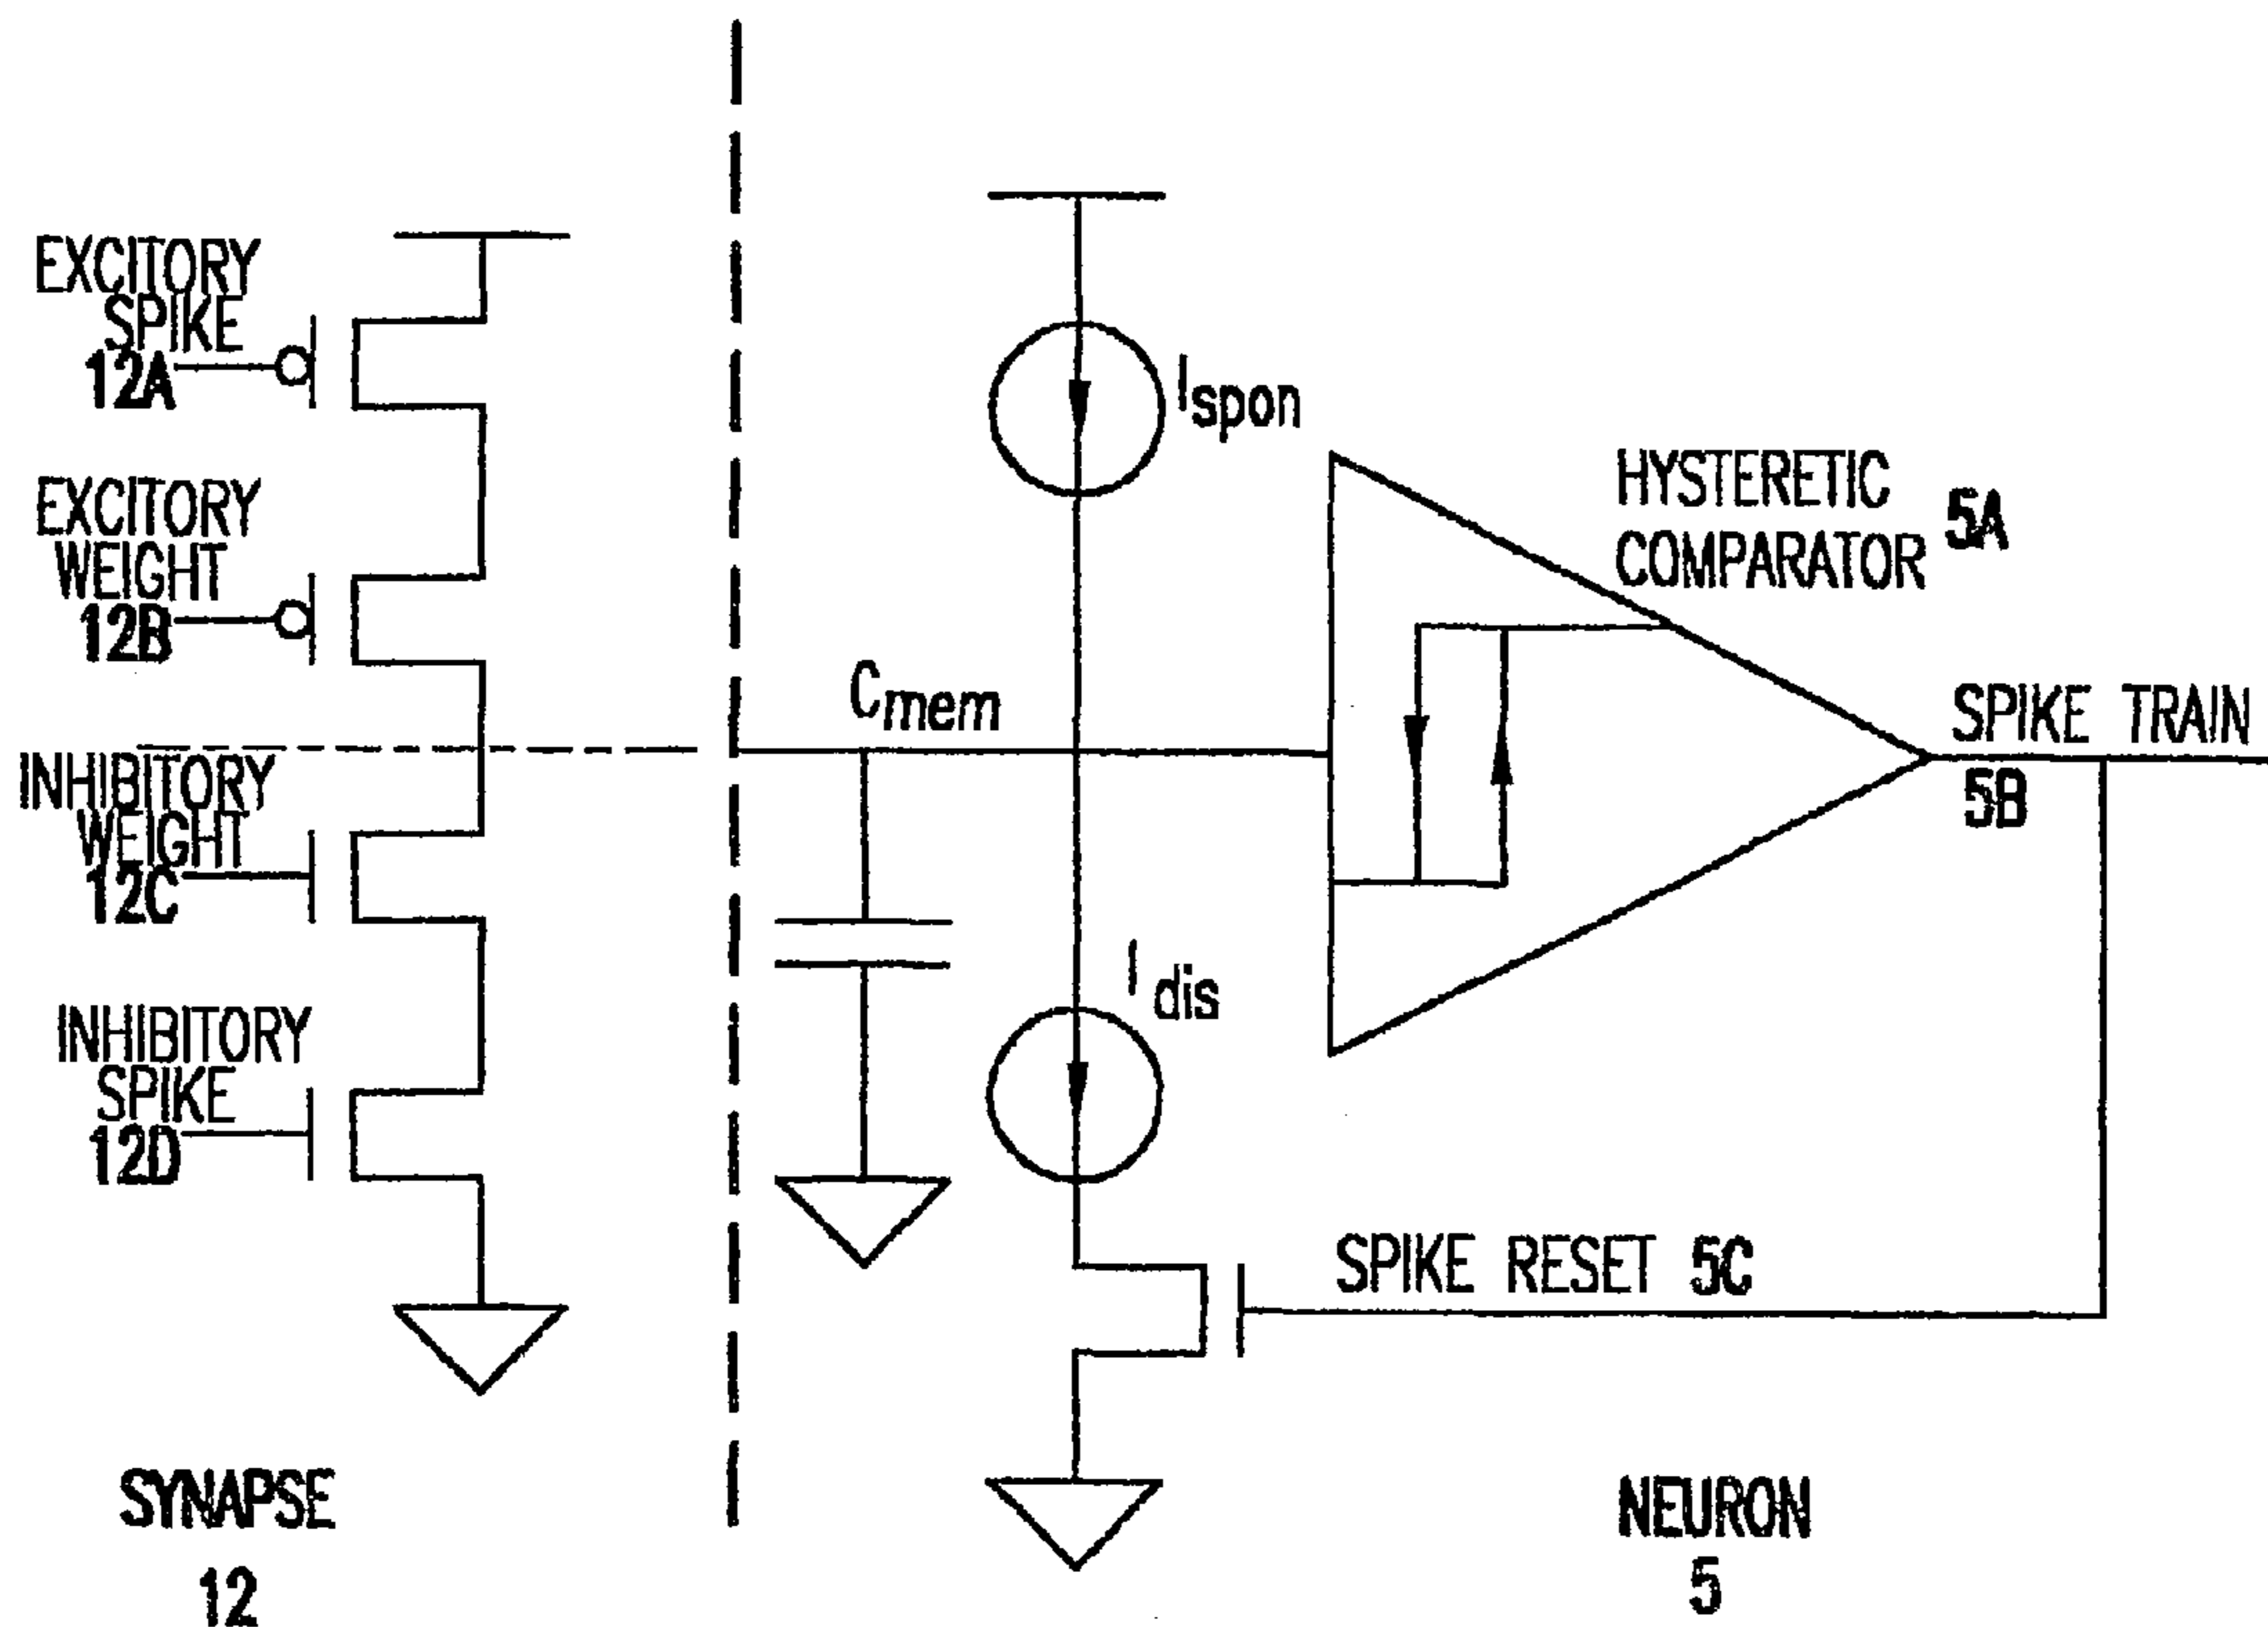 EXCITORY
SPIKE
12A
EXCITORY
WEIGHT
12B
INHIBITORY
WEIGHT
12C
INHIBITORY
SPIKE
12D
SYNAPSE
12
Ispon
Cmem
Idis
HYSTERETIC
COMPARATOR 5A
SPIKE TRAIN
5B
SPIKE RESET 5C
NEURON
5